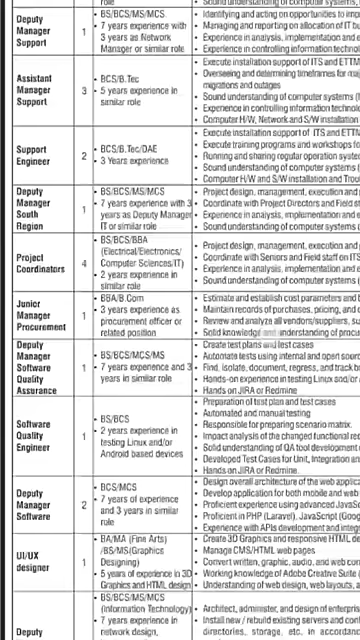 role
Sound understanding of computer systems,
Deputy
Manager
Support
1
• BS/BCS/MS/MCS
• 7 years experience with
3 years as Network
Manager or similar role
• Identifying and acting on opportunities to imp
• Managing and reporting on allocation of IT bu
• Experience in analysis, implementation and e
• Experience in controlling information technol
Assistant
Manager
Support
3
• BCS/B.Tec
• 5 years experience in
similar role
• Execute installation support of ITS and ETTM
• Overseeing and determining timeframes for maj
migrations and outages
• Sound understanding of computer systems (H
• Experience in controlling information technolo
• Computer H/W, Network and S/W installation
Support
Engineer
2
• BCS/B.Tec/DAE
• 3 Years experience
• Execute installation support of ITS and ETTM
• Execute training programs and workshops fo
• Running and sharing regular operation syste
• Sound understanding of computer systems (
• Computer H/W and S/W installation and Trou
Deputy
Manager
South
Region
1
• BS/BCS/MS/MCS
• 7 years experience with 3
years as Deputy Manager
IT or similar role
• Project design, management, execution and
• Coordinate with Project Directors and Field st
• Experience in analysis, implementation and e
• Sound understanding of computer systems (
Project
Coordinators
4
• BS/BCS/BBA
(Electrical/Electronics/
Computer Sciences/IT)
• 2 years experience in
similar role
• Project design, management, execution and
• Coordinate with Seniors and Field staff on ITS
• Experience in analysis, implementation and e
• Sound understanding of computer systems (
Junior
Manager
Procurement
1
• BBA/B.Com
• 3 years experience as
procurement officer or
related position
• Estimate and establish cost parameters and b
• Maintain records of purchases, pricing, and o
• Review and analyze all vendors/suppliers, su
• Solid knowledge and understanding of procur
Deputy
Manager
Software
Quality
Assurance
1
• BS/BCS/MCS/MS
• 7 years experience and 3
years in similar role
• Create test plans and test cases
• Automate tests using internal and open sourc
• Find, isolate, document, regress, and track b
• Hands-on experience in testing Linux and/or
• Hands on JIRA or Redmine
Software
Quality
Engineer
1
• BS/BCS
• 2 years experience in
testing Linux and/or
Android based devices
• Preparation of test plan and test cases
• Automated and manual testing
• Responsible for preparing scenario matrix.
• Impact analysis of the changed functional req
• Solid understanding of QA tool development
• Developed Test Cases for Unit, Integration an
• Hands on JIRA or Redmine.
Deputy
Manager
Software
2
• BCS/MCS
• 7 years of experience
and 3 years in similar
role
• Design overall architecture of the web applica
• Develop application for both mobile and web
• Proficient experience using advanced JavaSc
• Proficient in PHP (Laravel), JavaScript (Goog
• Experience with APIs development and integr
UI/UX
designer
1
• BA/MA (Fine Arts)
/BS/MS(Graphics
Designing)
• 5 years of experience in 3D
Graphics and HTML design
• Create 3D Graphics and responsive HTML de
• Manage CMS/HTML web pages
• Convert written, graphic, audio, and web com
• Working knowledge of Adobe Creative Suite (
• Understanding of web design, web layouts, a
Deputy
• BS/BCS/MS/MCS
(Information Technology)
• 7 years experience in
network design,
• Architect, administer, and design of enterpris
• Install new / rebuild existing servers and con
directories, storage, etc. in accordan